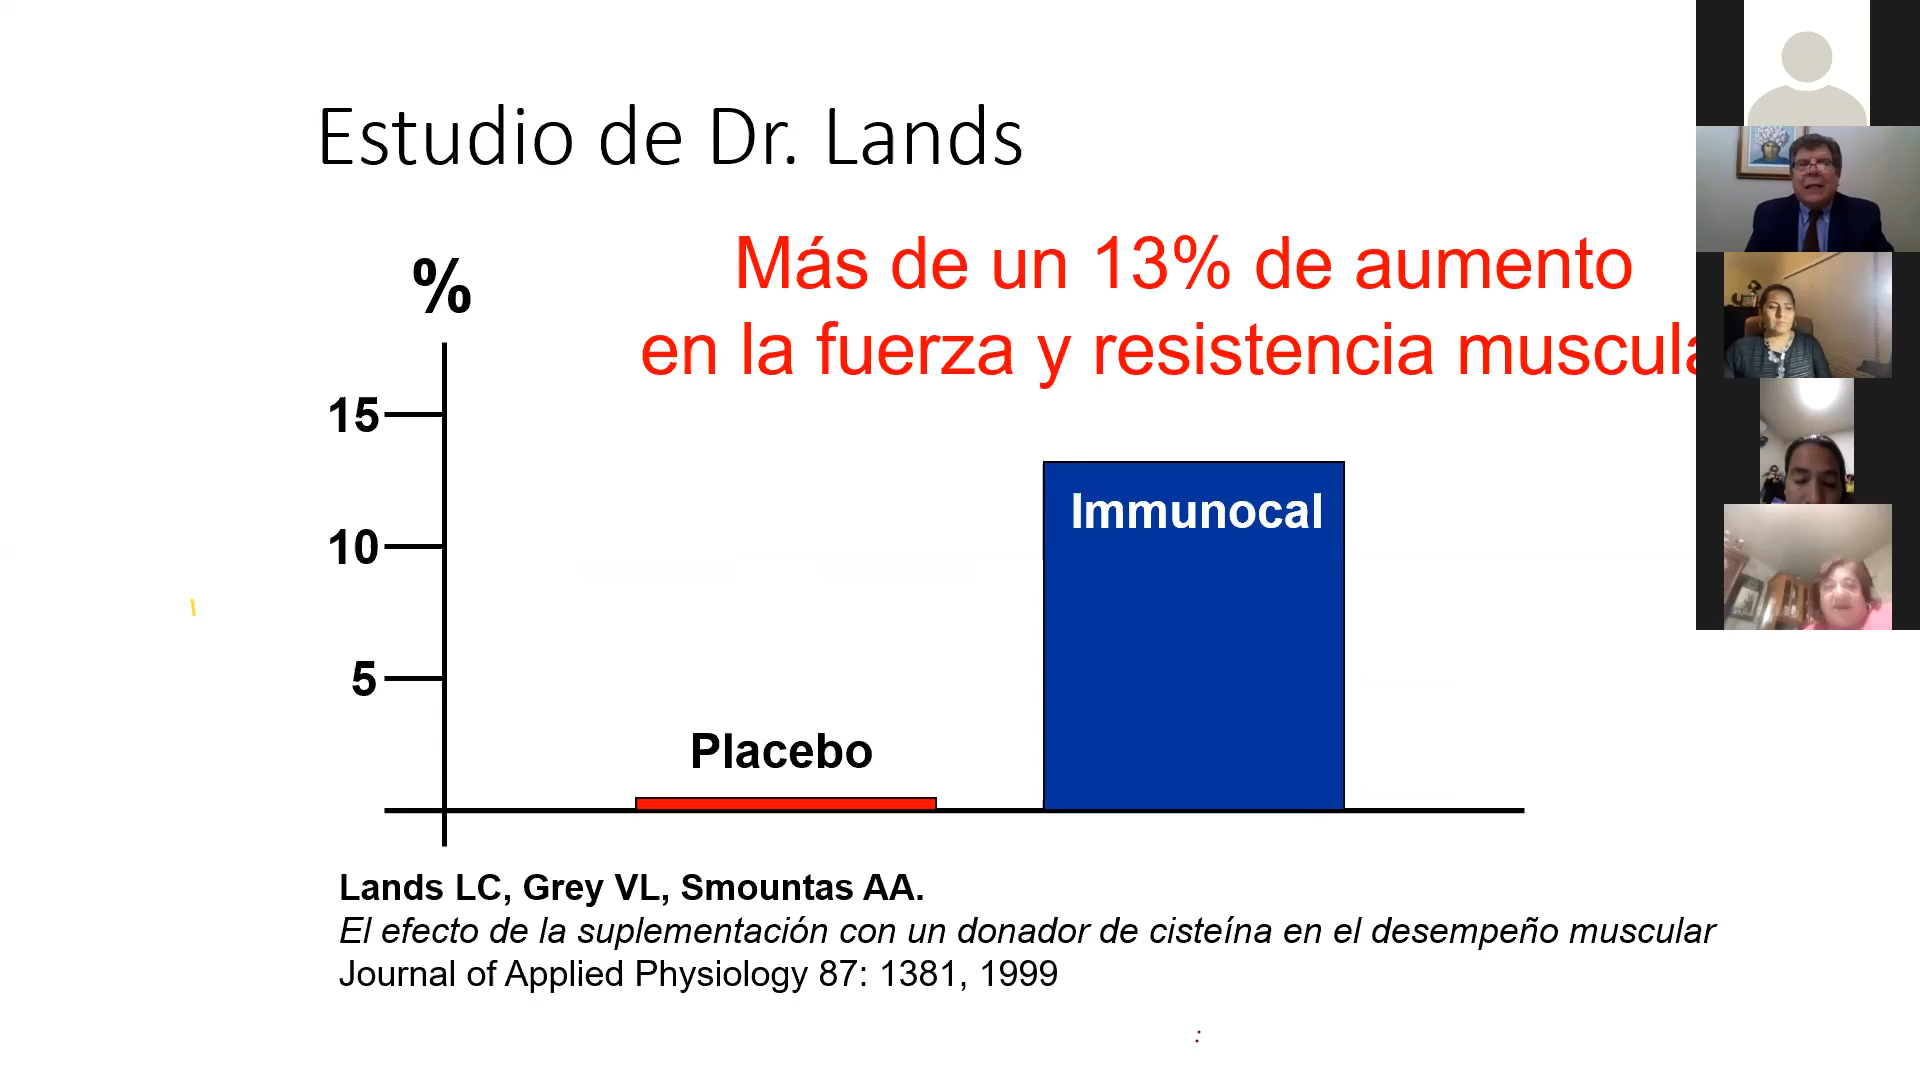 Estudio de Dr. Lands
Más de un 13% de aumento
en la fuerza y resistencia muscula
%
15
10
5
Placebo
Immunocal
Lands LC, Grey VL, Smountas AA.
El efecto de la suplementación con un donador de cisteína en el desempeño muscular
Journal of Applied Physiology 87: 1381, 1999
: